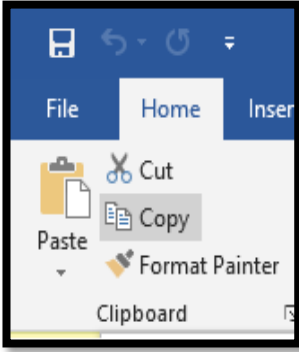 File Home Inser
Cut
Copy
Paste
Format Painter
Clipboard